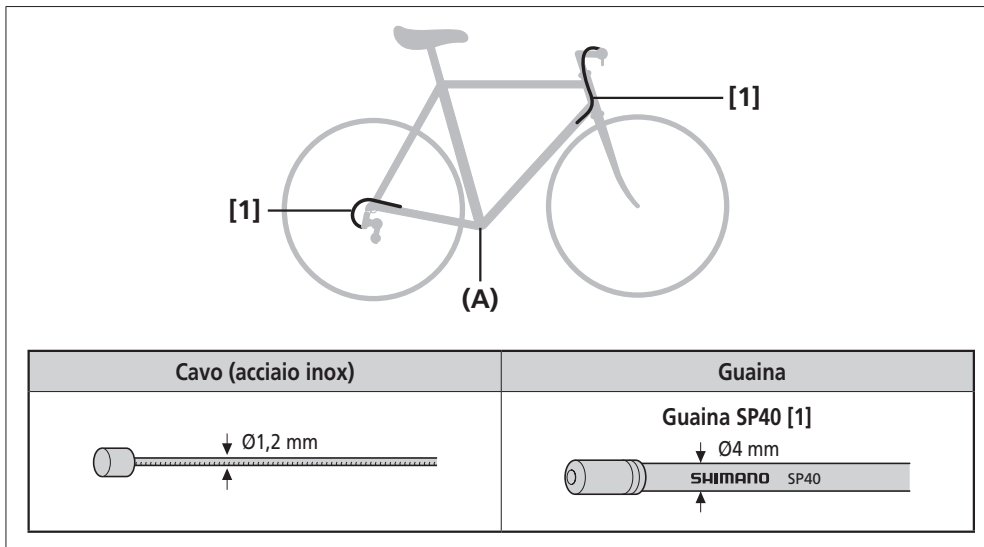 [1]
[1]
(A)
Cavo (acciaio inox)
Guaina
Ø1,2 mm
Guaina SP40 [1]
Ø4 mm
SHIMANO SP40